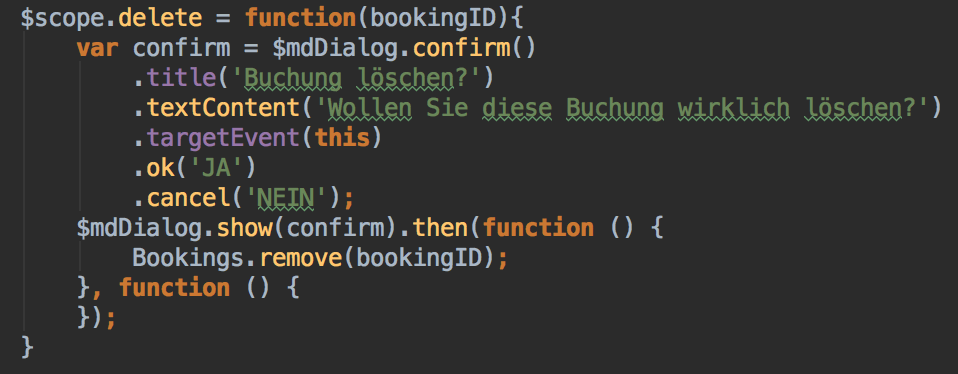 $scope.delete = function(bookingID){
    var confirm = $mdDialog.confirm()
        .title('Buchung löschen?')
        .textContent('Wollen Sie diese Buchung wirklich löschen?')
        .targetEvent(this)
        .ok('JA')
        .cancel('NEIN');
    $mdDialog.show(confirm).then(function () {
        Bookings.remove(bookingID);
    }, function () {
    });
}